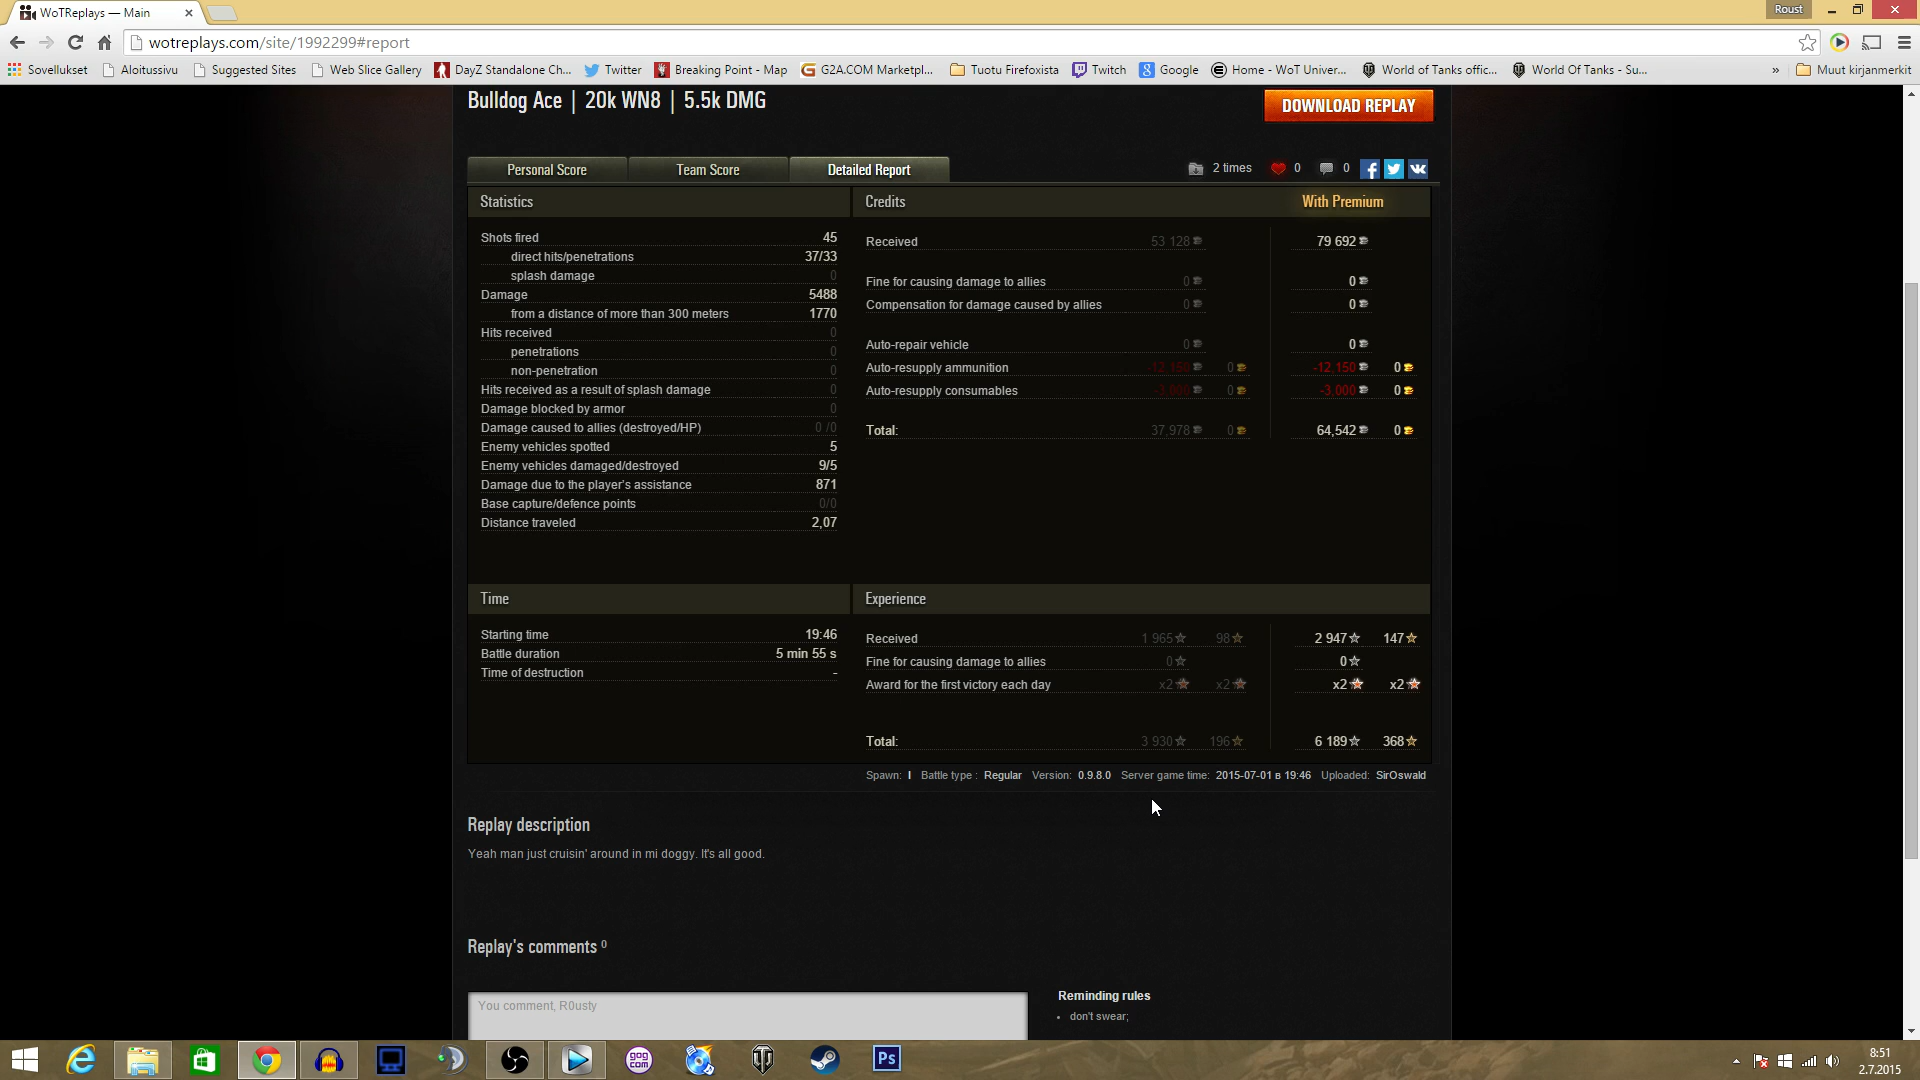 WoTReplays — Main
Roust
wotreplays.com/site/1992299#report
Sovellukset Aloitussivu Suggested Sites Web Slice Gallery DayZ Standalone Ch... Twitter Breaking Point - Map G2A.COM Marketpl... Tuotu Firefoxista Twitch Google Home - WoT Univer... World of Tanks offic... World Of Tanks - Su... » Muut kirjanmerkit
Bulldog Ace | 20k WN8 | 5.5k DMG
DOWNLOAD REPLAY
Personal Score Team Score Detailed Report 2 times 0 0
Statistics
Shots fired 45
direct hits/penetrations 37/33
splash damage 0
Damage 5488
from a distance of more than 300 meters 1770
Hits received 0
penetrations 0
non-penetration 0
Hits received as a result of splash damage 0
Damage blocked by armor 0
Damage caused to allies (destroyed/HP) 0 /0
Enemy vehicles spotted 5
Enemy vehicles damaged/destroyed 9/5
Damage due to the player's assistance 871
Base capture/defence points 0/0
Distance traveled 2,07
Credits With Premium
Received 53 128 79 692
Fine for causing damage to allies 0 0
Compensation for damage caused by allies 0 0
Auto-repair vehicle 0 0
Auto-resupply ammunition -12,150 0 -12,150 0
Auto-resupply consumables -3,000 0 -3,000 0
Total: 37,978 0 64,542 0
Time
Starting time 19:46
Battle duration 5 min 55 s
Time of destruction -
Experience
Received 1 965 98 2 947 147
Fine for causing damage to allies 0 0
Award for the first victory each day x2 x2 x2 x2
Total: 3 930 196 6 189 368
Spawn: I Battle type : Regular Version: 0.9.8.0 Server game time: 2015-07-01 в 19:46 Uploaded: SirOswald
Replay description
Yeah man just cruisin' around in mi doggy. It's all good.
Replay's comments 0
You comment, R0usty
Reminding rules
• don't swear;
gog.com
Ps
8:51
2.7.2015